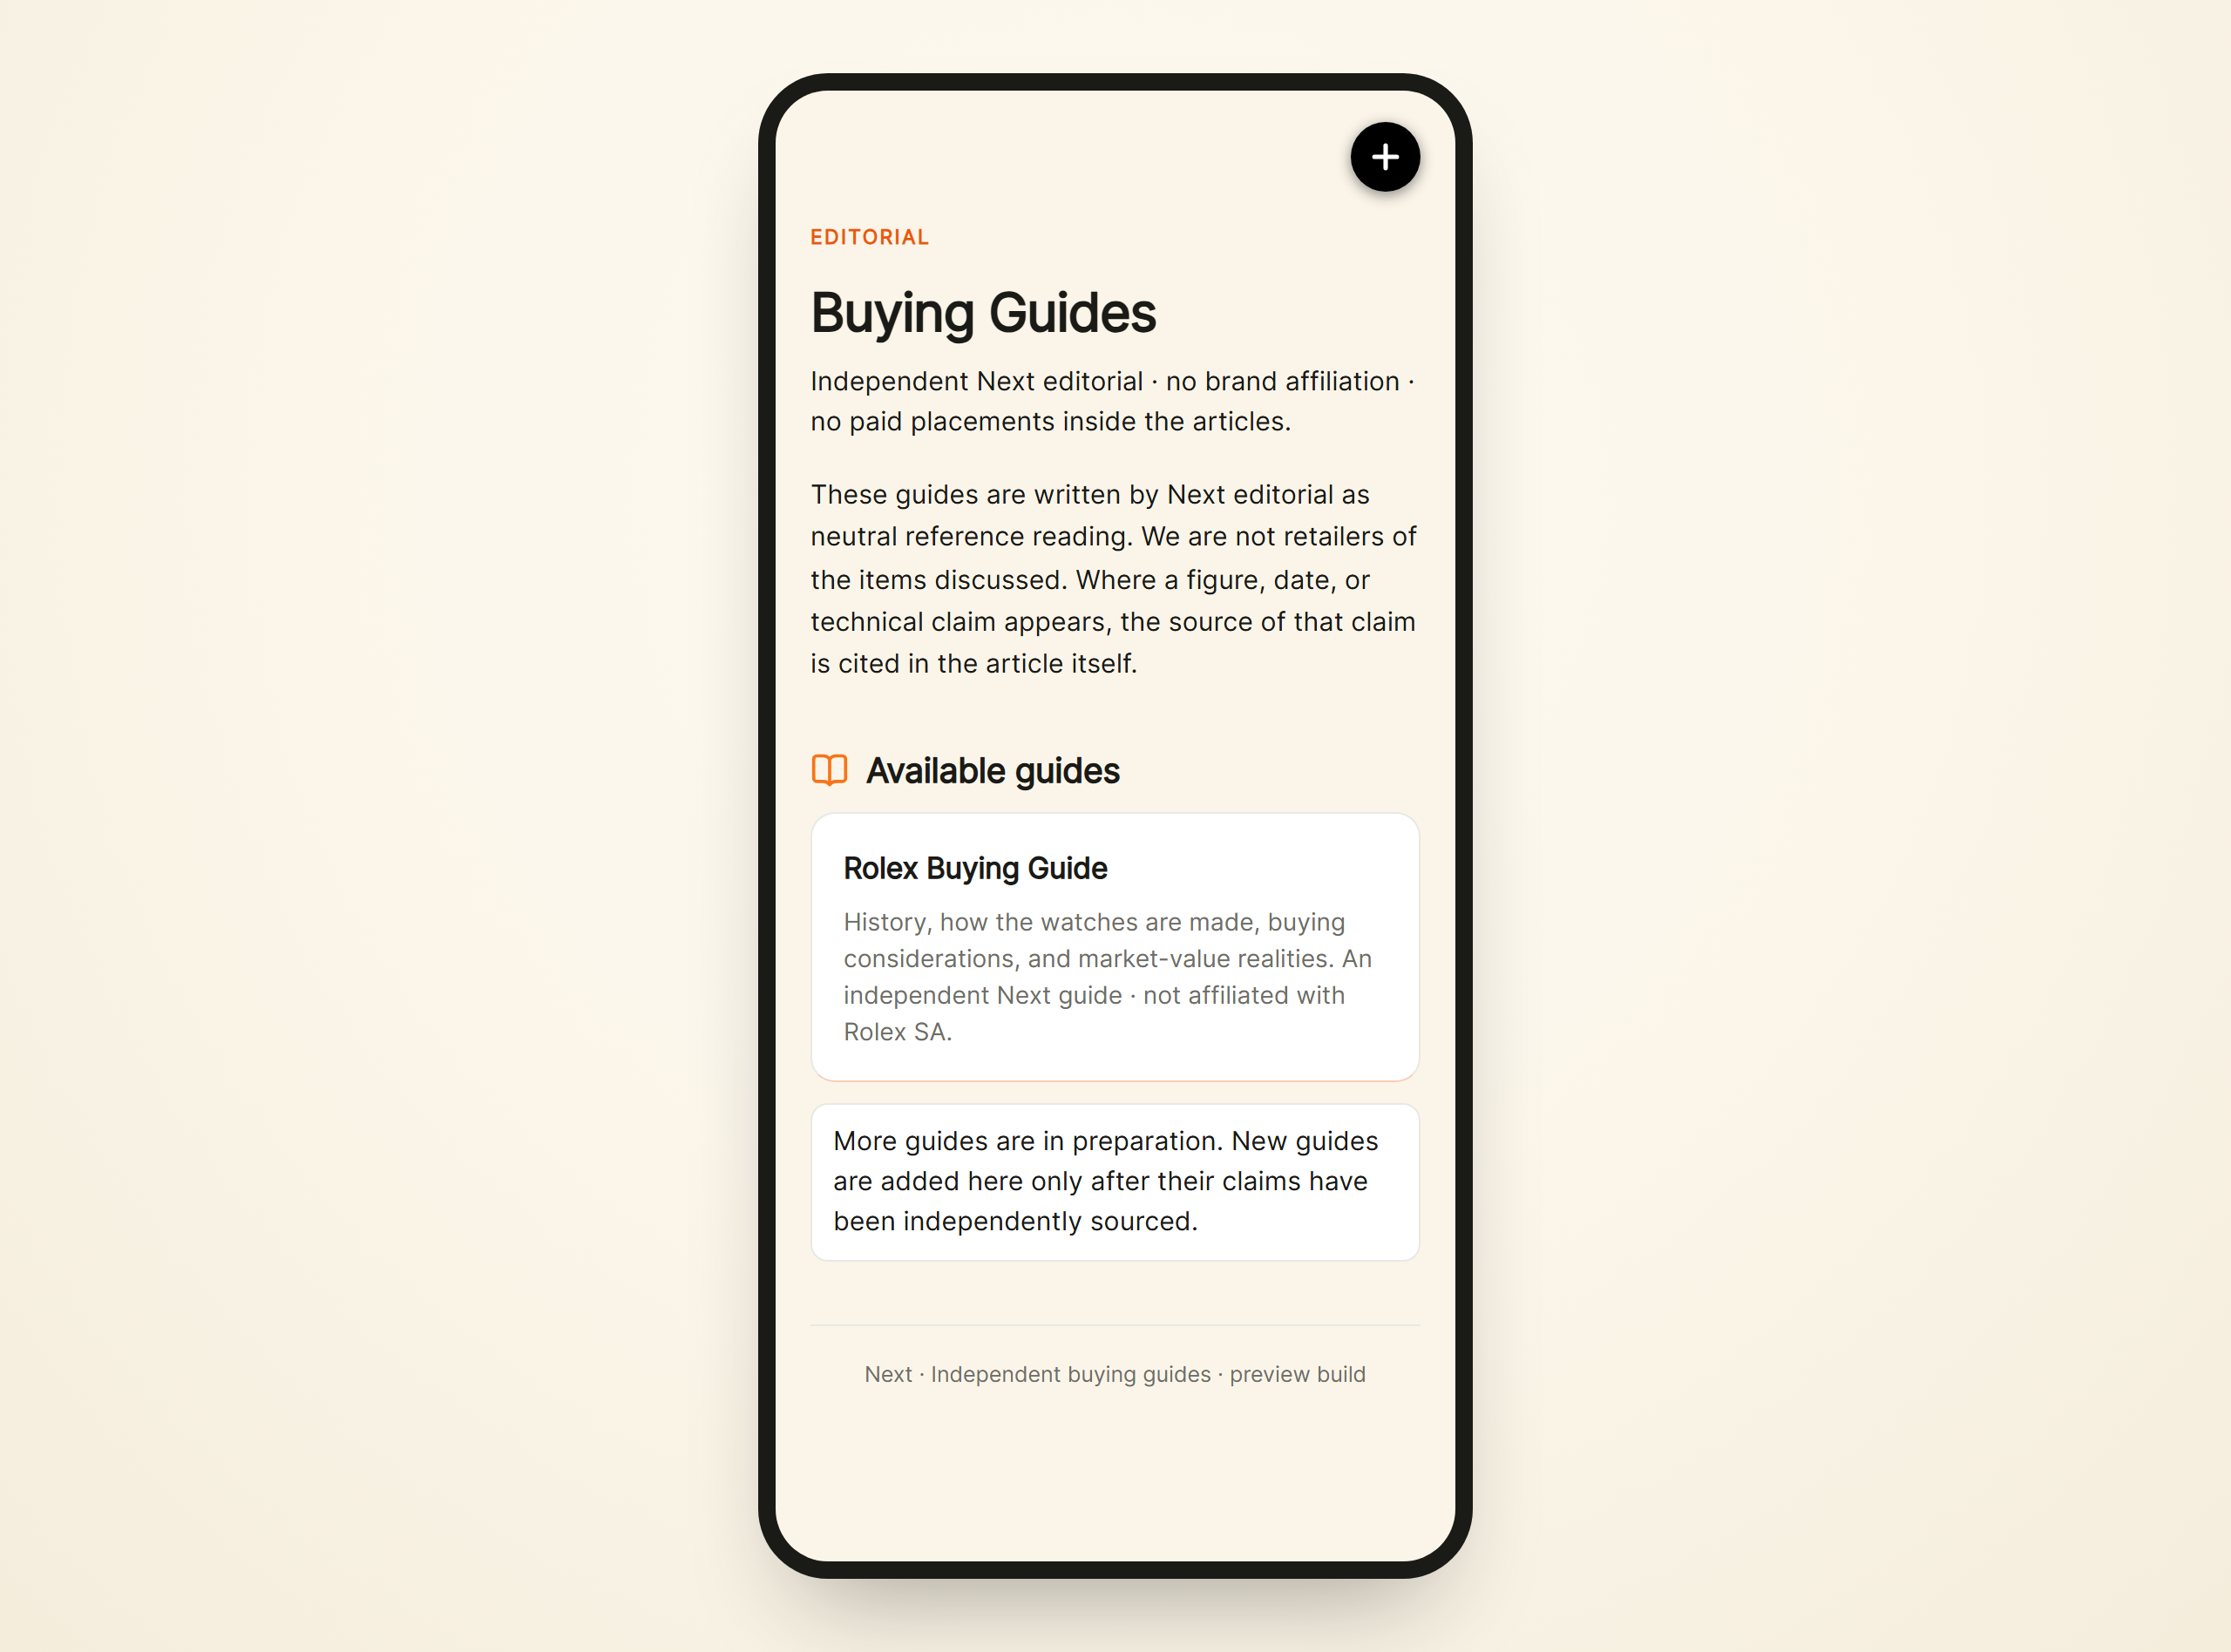 EDITORIAL
Buying Guides
Independent Next editorial · no brand affiliation ·
no paid placements inside the articles.
These guides are written by Next editorial as
neutral reference reading. We are not retailers of
the items discussed. Where a figure, date, or
technical claim appears, the source of that claim
is cited in the article itself.
Available guides
Rolex Buying Guide
History, how the watches are made, buying
considerations, and market-value realities. An
independent Next guide · not affiliated with
Rolex SA.
More guides are in preparation. New guides
are added here only after their claims have
been independently sourced.
Next · Independent buying guides · preview build